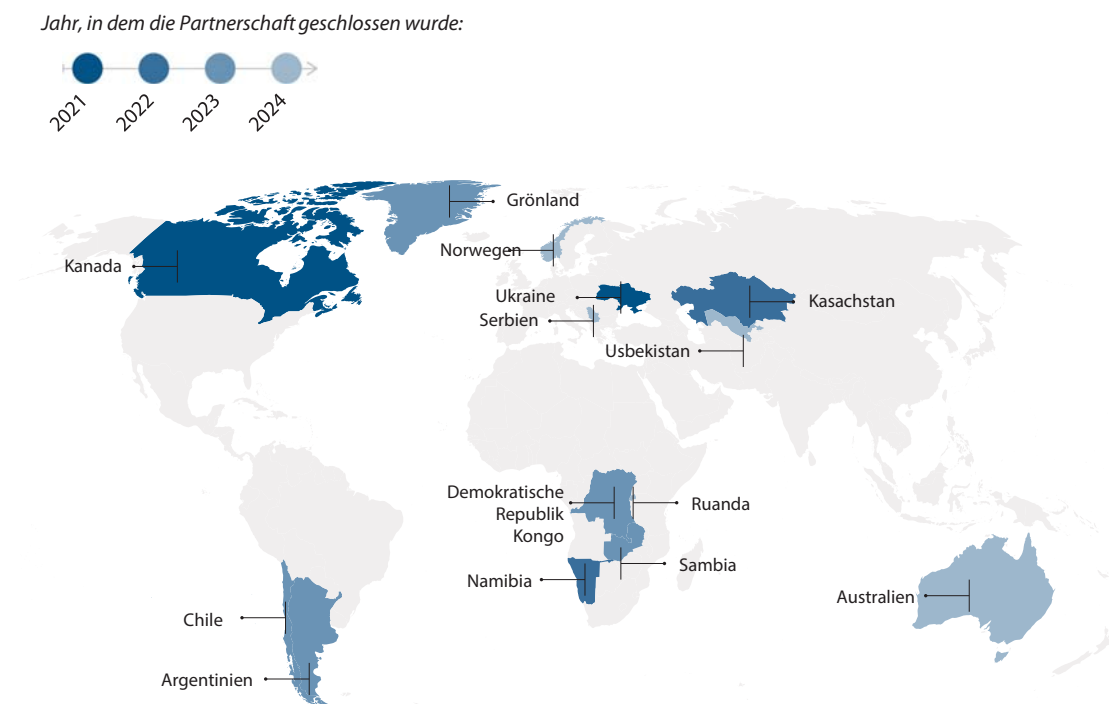 Jahr, in dem die Partnerschaft geschlossen wurde:
2021
2022
2023
2024
Grönland
Norwegen
Kanada
Ukraine
Kasachstan
Serbien
Usbekistan
Demokratische
Republik
Kongo
Ruanda
Sambia
Namibia
Australien
Chile
Argentinien